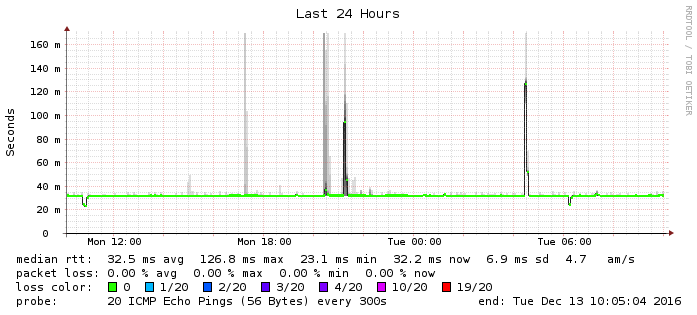 Last 24 Hours
RRDTOOL / TOBI OETIKER
Seconds
160 m
140 m
120 m
100 m
80 m
60 m
40 m
20 m
0
Mon 12:00 Mon 18:00 Tue 00:00 Tue 06:00
median rtt: 32.5 ms avg 126.8 ms max 23.1 ms min 32.2 ms now 6.9 ms sd 4.7 am/s
packet loss: 0.00 % avg 0.00 % max 0.00 % min 0.00 % now
loss color: 0 1/20 2/20 3/20 4/20 10/20 19/20
probe: 20 ICMP Echo Pings (56 Bytes) every 300s end: Tue Dec 13 10:05:04 2016